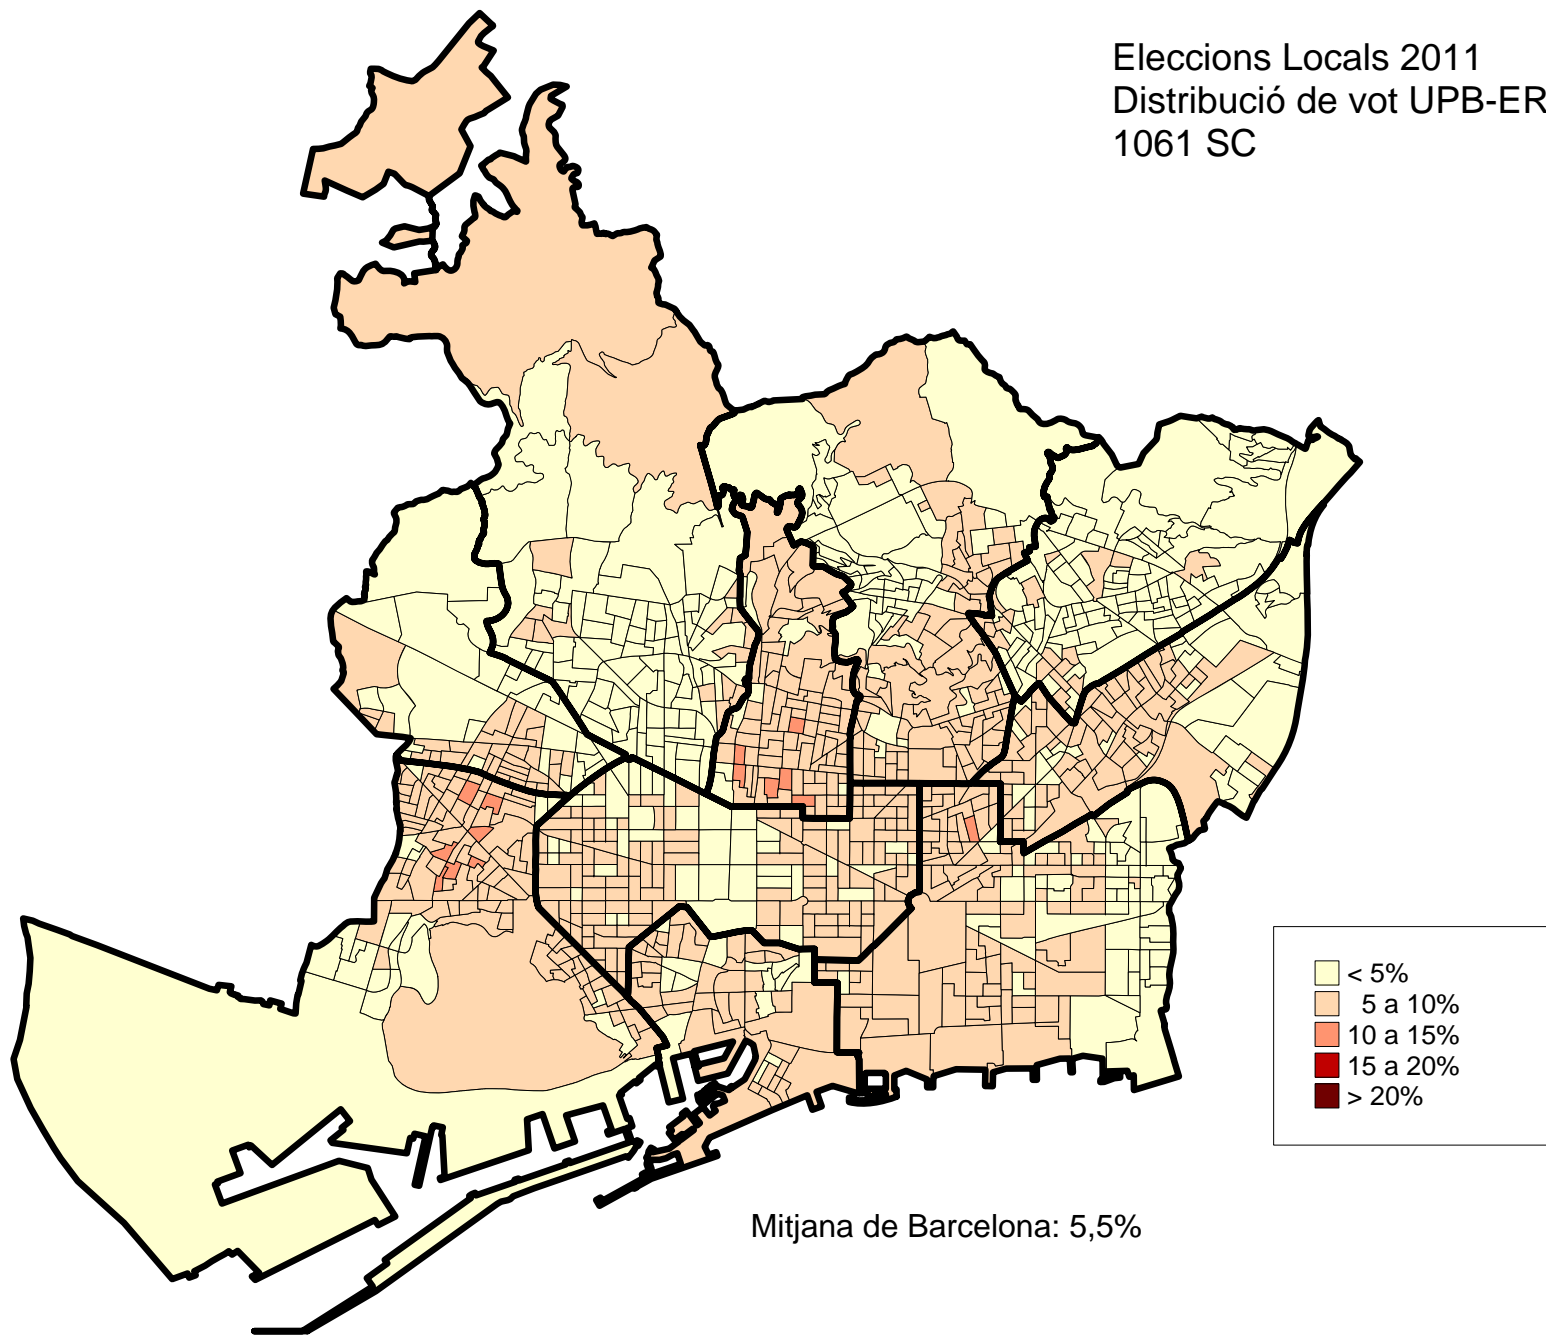 Eleccions Locals 2011
Distribució de vot UPB-ER
1061 SC
< 5%
5 a 10%
10 a 15%
15 a 20%
> 20%
Mitjana de Barcelona: 5,5%